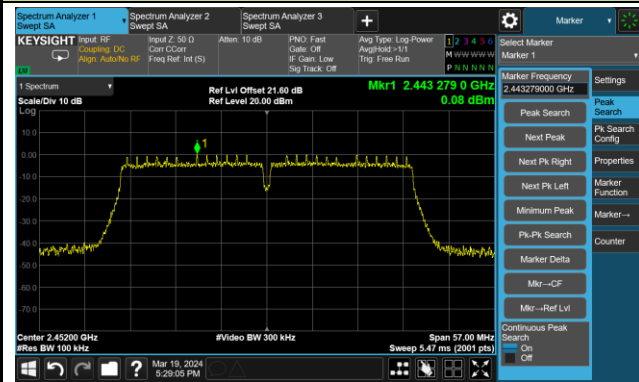 Spectrum Analyzer 1
Swept SA
Spectrum Analyzer 2
Swept SA
Spectrum Analyzer 3
Swept SA
+
Marker
KEYSIGHT
Input: RF
Coupling: DC
Align: Auto/No RF
Input Z: 50 Ω
Corr CCorr
Freq Ref: Int (S)
Atten: 10 dB
PNO: Fast
Gate: Off
IF Gain: Low
Sig Track: Off
Avg Type: Log-Power
Avg|Hold:>1/1
Trig: Free Run
1 2 3 4 5 6
M W W W W W
P N N N N N
LVI
Select Marker
Marker 1
1 Spectrum
Scale/Div 10 dB
Log
Ref Lvl Offset 21.60 dB
Ref Level 20.00 dBm
Mkr1 2.443 279 0 GHz
0.08 dBm
1
10.0
0.00
-10.0
-20.0
-30.0
-40.0
-50.0
-60.0
-70.0
Center 2.45200 GHz
#Res BW 100 kHz
#Video BW 300 kHz
Span 57.00 MHz
Sweep 5.47 ms (2001 pts)
Marker Frequency
2.443279000 GHz
Peak Search
Next Peak
Next Pk Right
Next Pk Left
Minimum Peak
Pk-Pk Search
Marker Delta
Mkr→CF
Mkr→Ref Lvl
Continuous Peak
Search
On
Off
Settings
Peak
Search
Pk Search
Config
Properties
Marker
Function
Marker→
Counter
?
Mar 19, 2024
5:29:05 PM